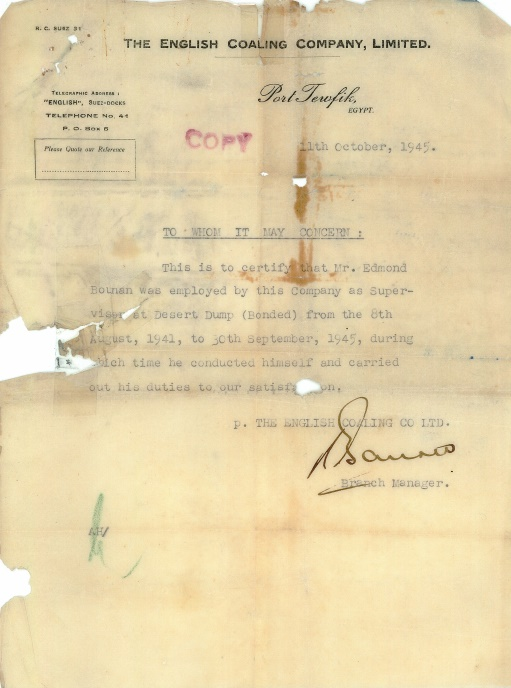 R. C. SUEZ 31
THE ENGLISH COALING COMPANY, LIMITED.
TELEGRAPHIC ADDRESS :
"ENGLISH", SUEZ-DOCKS
TELEPHONE No. 41
P. O. BOX 6
Port Tewfik,
EGYPT.
Please Quote our Reference
COPY
11th October, 1945.
TO WHOM IT MAY CONCERN :
This is to certify that Mr. Edmond
was employed by this Company as Super-
at Desert Dump (Bonded) from the 8th
August, 1941, to 30th September, 1945, during
which time he conducted himself and carried
out his duties to our
p. THE ENGLISH COALING CO LTD.
Branch Manager.